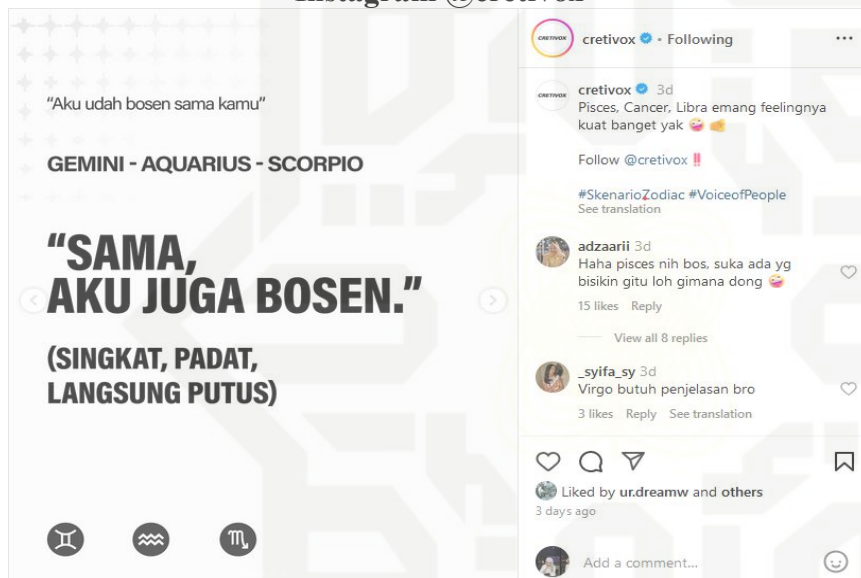 Instagram @cretivox
"Aku udah bosen sama kamu"
GEMINI - AQUARIUS - SCORPIO
"SAMA,
AKU JUGA BOSEN."
(SINGKAT, PADAT,
LANGSUNG PUTUS)
CRETIVOX
cretivox • Following
CRETIVOX
cretivox 3d
Pisces, Cancer, Libra emang feelingnya
kuat banget yak 🤪 🤏
Follow @cretivox ‼️
#SkenarioZodiac #VoiceofPeople
See translation
adzaarii 3d
Haha pisces nih bos, suka ada yg
bisikin gitu loh gimana dong 🤪
15 likes Reply
View all 8 replies
_syifa_sy 3d
Virgo butuh penjelasan bro
3 likes Reply See translation
Liked by ur.dreamw and others
3 days ago
Add a comment...